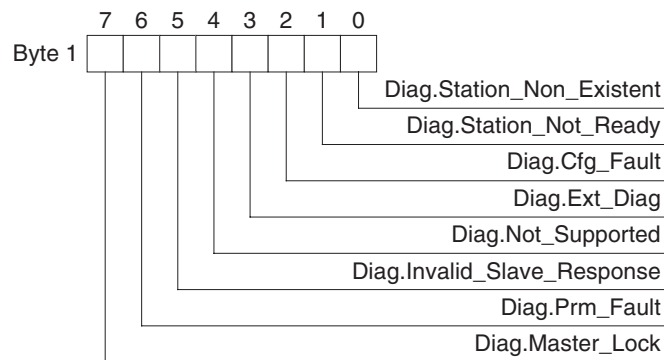 7 6 5 4 3 2 1 0
Byte 1
Diag.Station_Non_Existent
Diag.Station_Not_Ready
Diag.Cfg_Fault
Diag.Ext_Diag
Diag.Not_Supported
Diag.Invalid_Slave_Response
Diag.Prm_Fault
Diag.Master_Lock